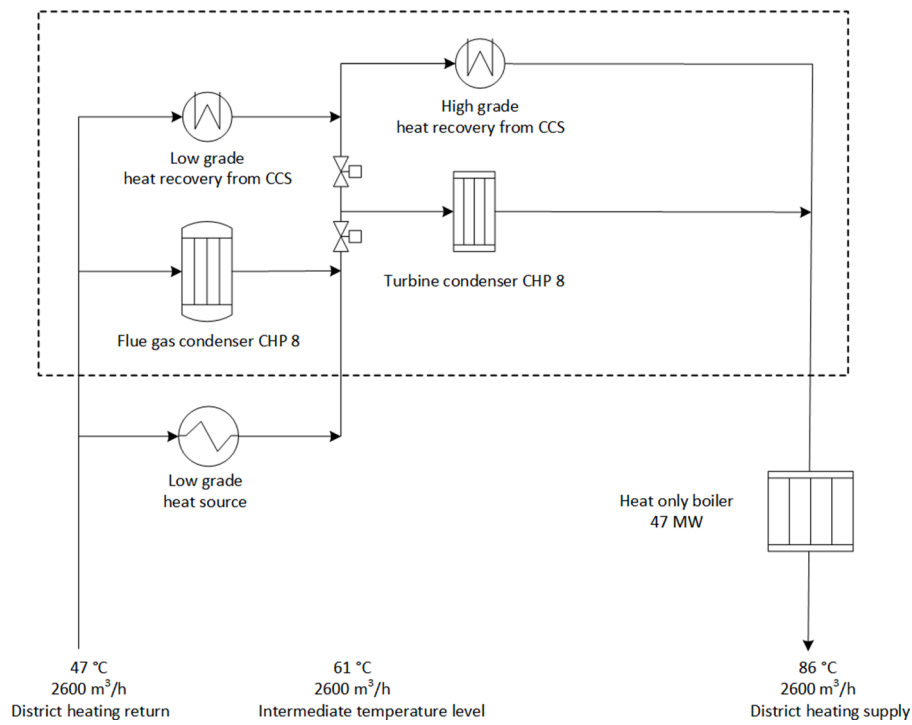 High grade
heat recovery from CCS
Low grade
heat recovery from CCS
Turbine condenser CHP 8
Flue gas condenser CHP 8
Low grade
heat source
Heat only boiler
47 MW
47 °C
2600 m³/h
District heating return
61 °C
2600 m³/h
Intermediate temperature level
86 °C
2600 m³/h
District heating supply